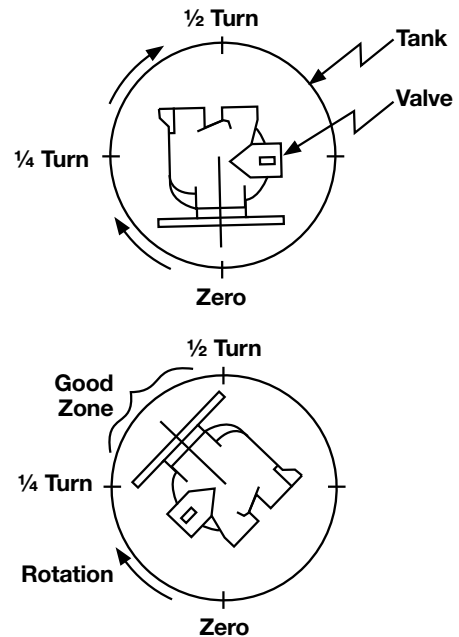 ½ Turn
Tank
Valve
¼ Turn
Zero
½ Turn
Good
Zone
¼ Turn
Rotation
Zero